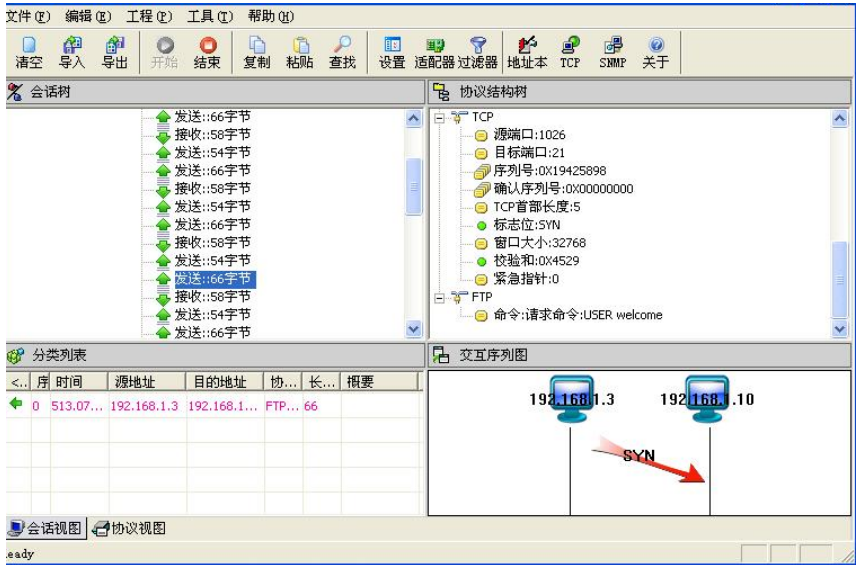 文件(F) 编辑(E) 工程(P) 工具(T) 帮助(H)
清空 导入 导出 开始 结束 复制 粘贴 查找 设置 适配器 过滤器 地址本 TCP SNMP 关于
会话树
发送::66字节
接收::58字节
发送::54字节
发送::66字节
接收::58字节
发送::54字节
发送::66字节
接收::58字节
发送::54字节
发送::66字节
接收::58字节
发送::54字节
发送::66字节
协议结构树
TCP
源端口:1026
目标端口:21
序列号:0X19425898
确认序列号:0X00000000
TCP首部长度:5
标志位:SYN
窗口大小:32768
校验和:0X4529
紧急指针:0
FTP
命令:请求命令:USER welcome
分类列表
<... 序 时间 源地址 目的地址 协... 长... 概要
0 513.07... 192.168.1.3 192.168.1... FTP... 66
交互序列图
192.168.1.3 192.168.1.10
SYN
会话视图 协议视图
.eady